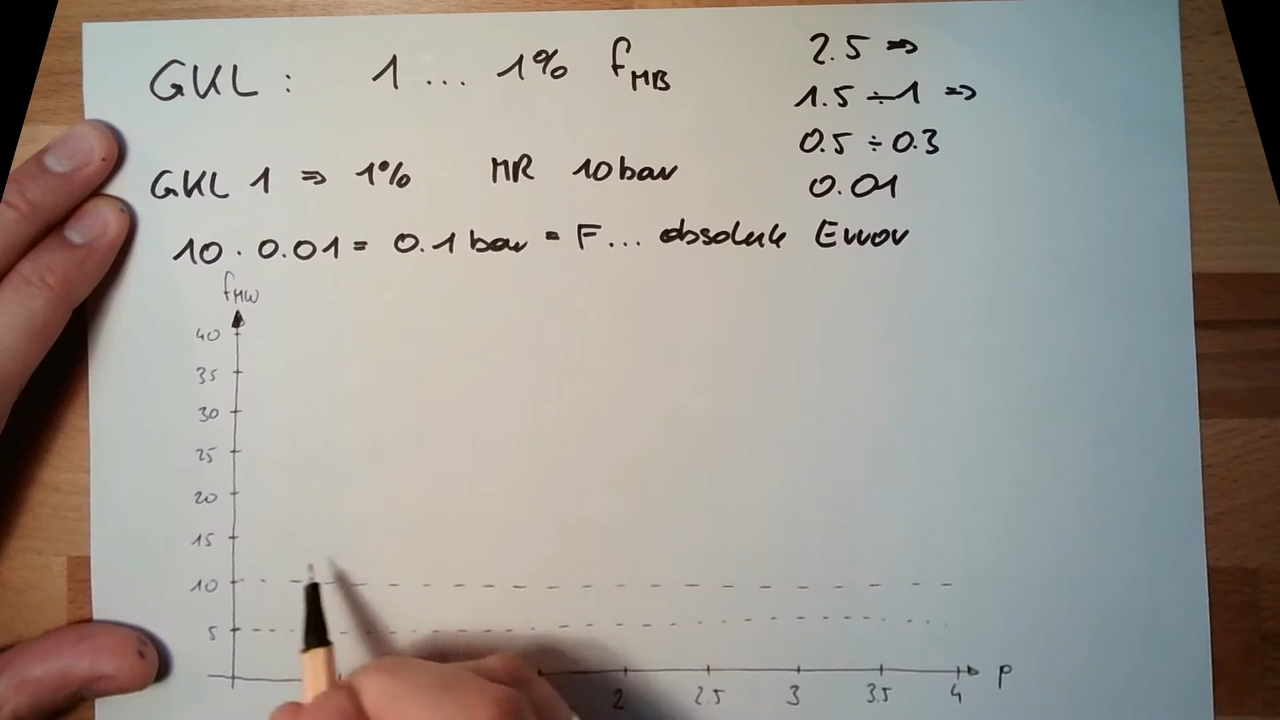 GKL : 1 ... 1% fMB
2.5 =>
1.5 ÷ 1 =>
0.5 ÷ 0.3
0.01
GKL 1 => 1% MR 10 bar
10 · 0.01 = 0.1 bar = F... absolute Error
fMW
40
35
30
25
20
15
10
5
2 2.5 3 3.5 4 P